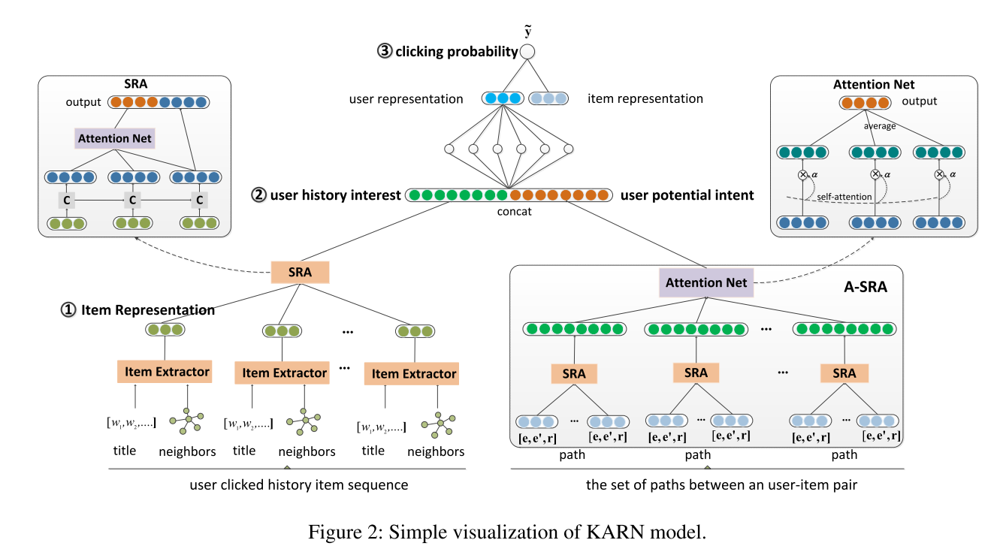 ỹ
③ clicking probability
user representation
item representation
SRA
output
Attention Net
C C C
Attention Net
output
average
α α α
self-attention
② user history interest
user potential intent
concat
SRA
① Item Representation
...
Item Extractor Item Extractor ... Item Extractor
[w₁,w₂,....] [w₁,w₂,....] [w₁,w₂,....]
title neighbors title neighbors title neighbors
user clicked history item sequence
Attention Net
A-SRA
...
SRA SRA ... SRA
... ... ...
[e,e',r] [e,e',r] [e,e',r] [e,e',r] [e,e',r] [e,e',r]
path path path
the set of paths between an user-item pair
Figure 2: Simple visualization of KARN model.